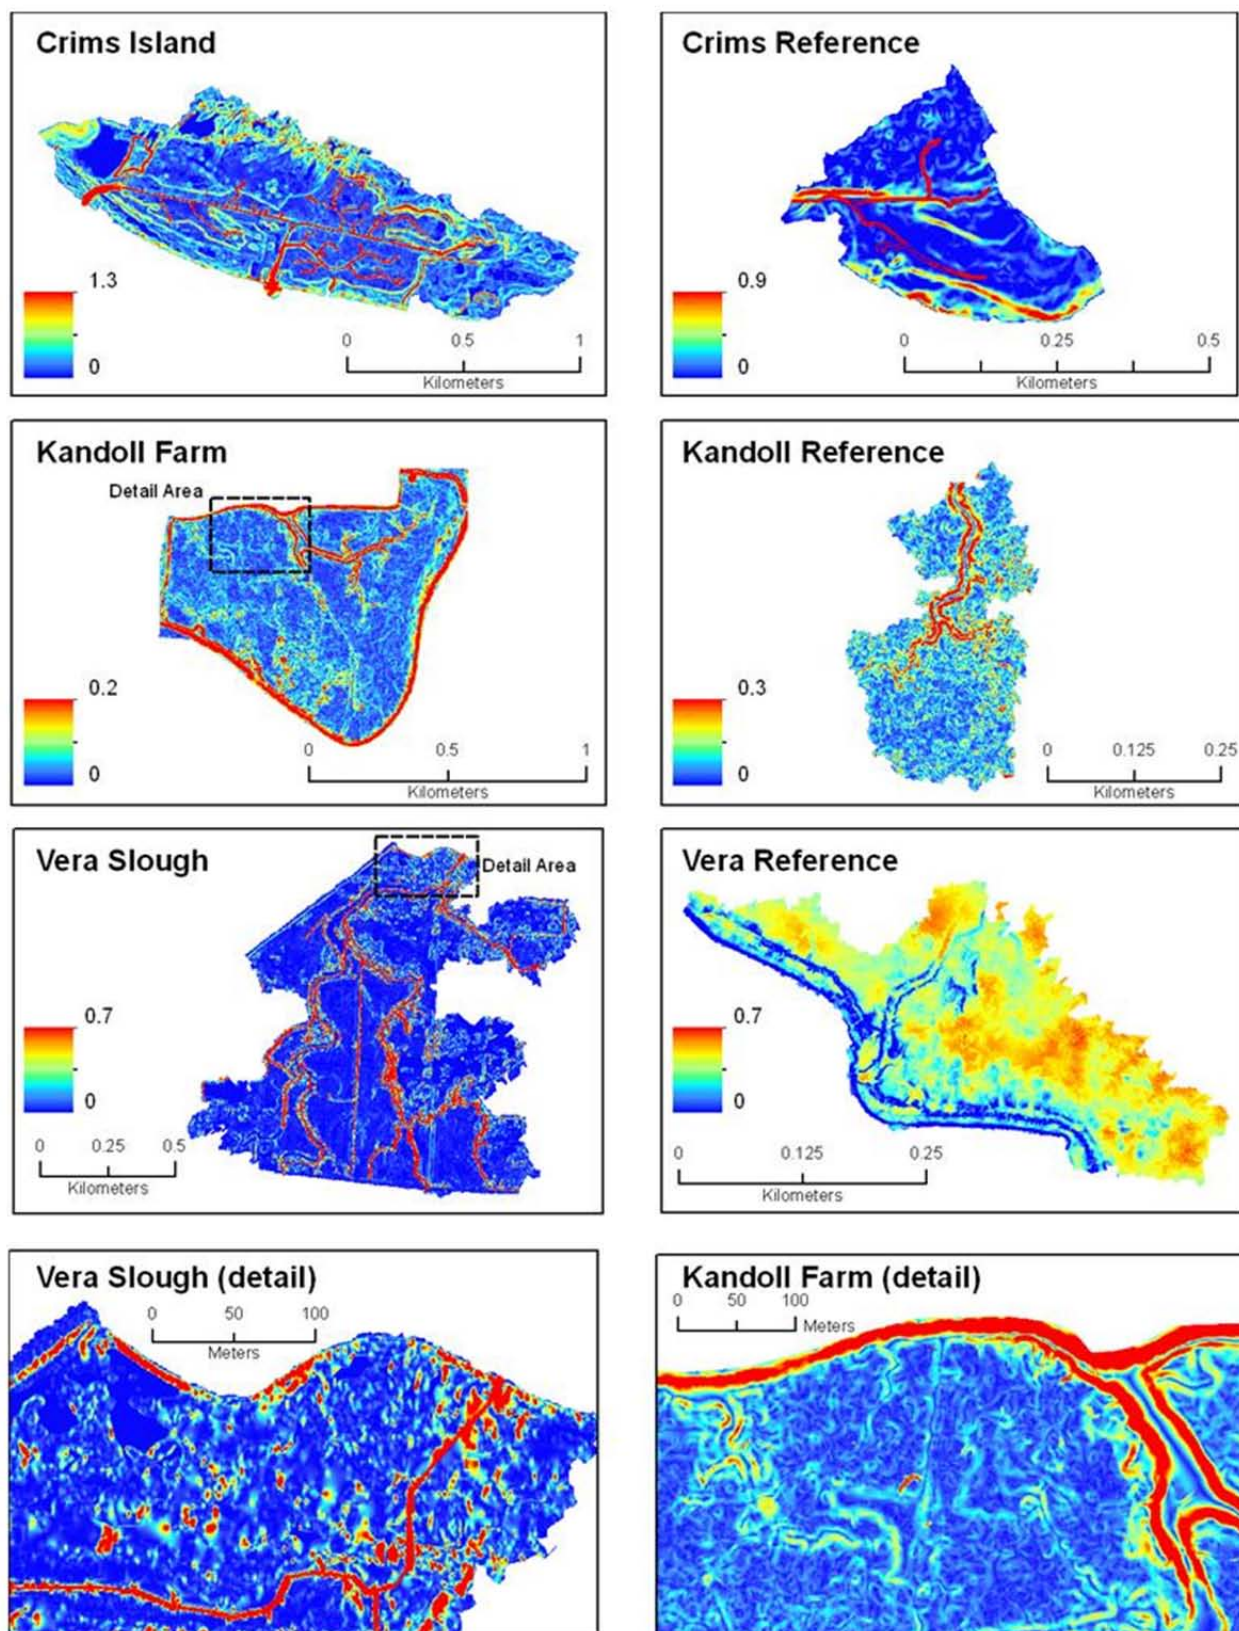 Crims Island
1.3
0
0 0.5 1
Kilometers
Crims Reference
0.9
0
0 0.25 0.5
Kilometers
Kandoll Farm
Detail Area
0.2
0
0 0.5 1
Kilometers
Kandoll Reference
0.3
0
0 0.125 0.25
Kilometers
Vera Slough
Detail Area
0.7
0
0 0.25 0.5
Kilometers
Vera Reference
0.7
0
0 0.125 0.25
Kilometers
Vera Slough (detail)
0 50 100
Meters
Kandoll Farm (detail)
0 50 100
Meters